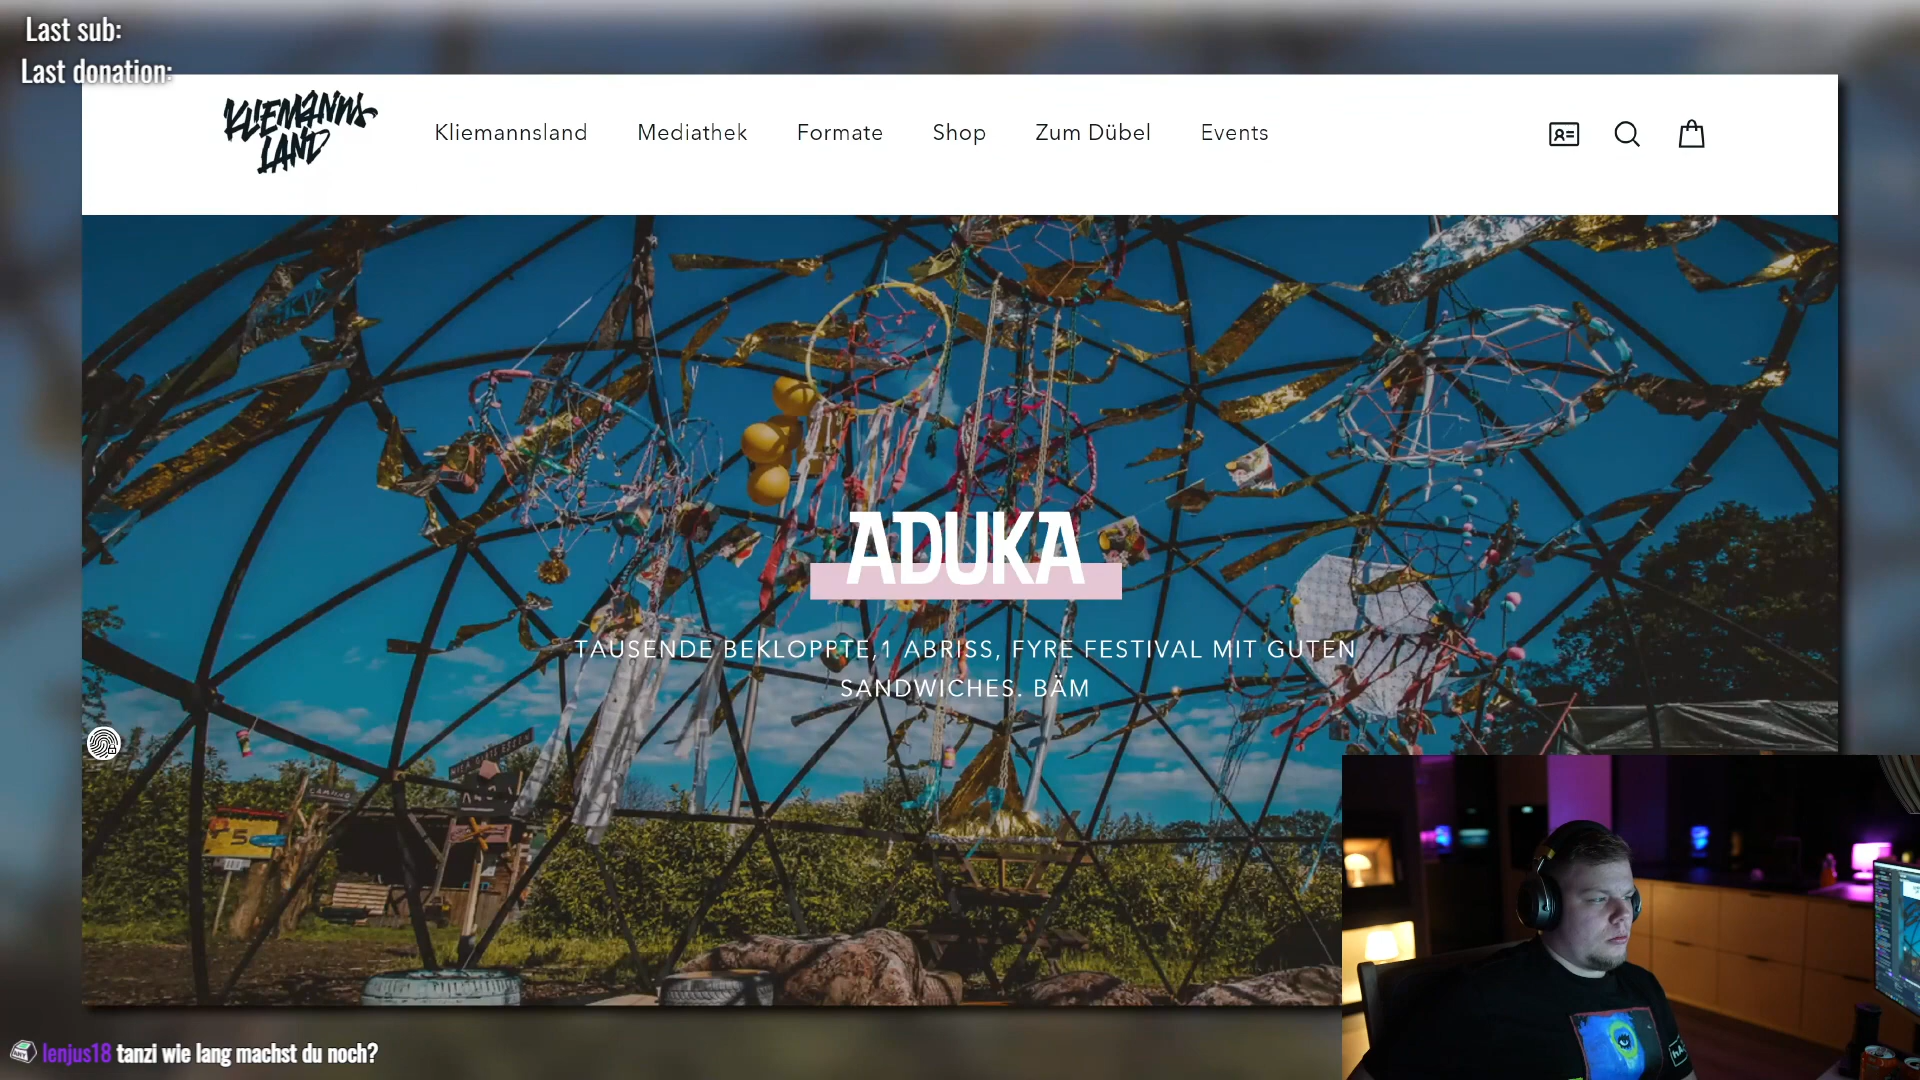 Last sub:
Last donation:
KLIEMANNS
LAND
Kliemannsland
Mediathek
Formate
Shop
Zum Dübel
Events
ADUKA
TAUSENDE BEKLOPPTE,1 ABRISS, FYRE FESTIVAL MIT GUTEN
SANDWICHES. BÄM
lenjus18 tanzi wie lang machst du noch?